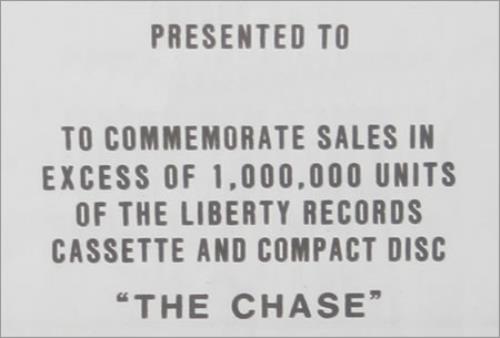 PRESENTED TO
TO COMMEMORATE SALES IN
EXCESS OF 1,000,000 UNITS
OF THE LIBERTY RECORDS
CASSETTE AND COMPACT DISC
"THE CHASE"